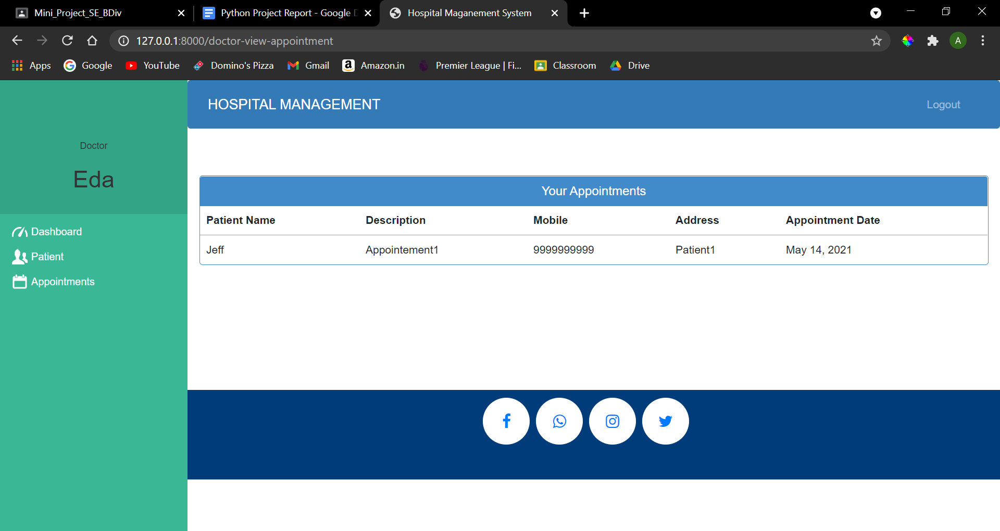 Mini_Project_SE_BDiv
Python Project Report - Google
Hospital Maganement System
127.0.0.1:8000/doctor-view-appointment
A
Apps
Google
YouTube
Domino's Pizza
Gmail
a
Amazon.in
Premier League | Fi...
Classroom
Drive
HOSPITAL MANAGEMENT
Logout
Doctor
Eda
Dashboard
Patient
Appointments
Your Appointments
Patient Name Description Mobile Address Appointment Date
Jeff Appointement1 9999999999 Patient1 May 14, 2021